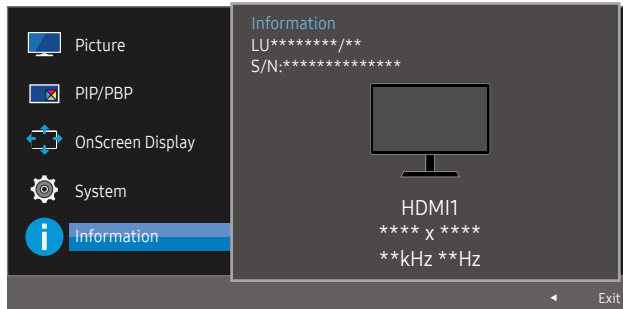 Picture
PIP/PBP
OnScreen Display
System
Information
Information
LU********/**
S/N:**************
HDMI1
**** x ****
**kHz **Hz
Exit